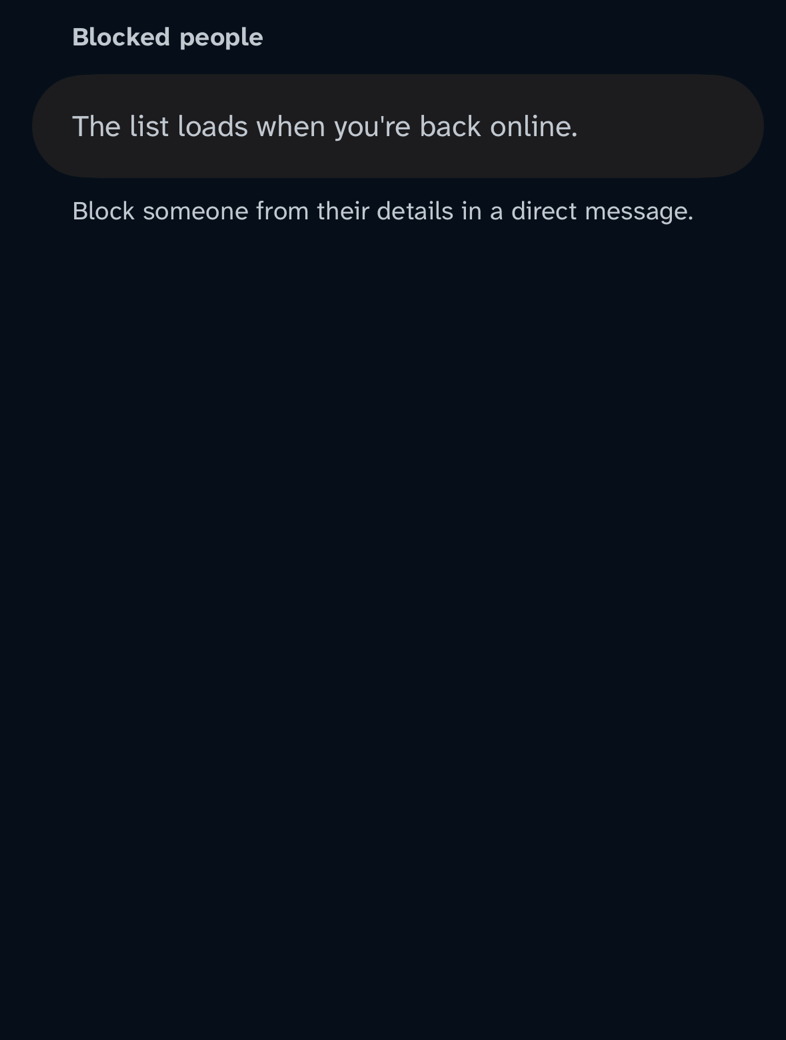 Blocked people
The list loads when you're back online.
Block someone from their details in a direct message.